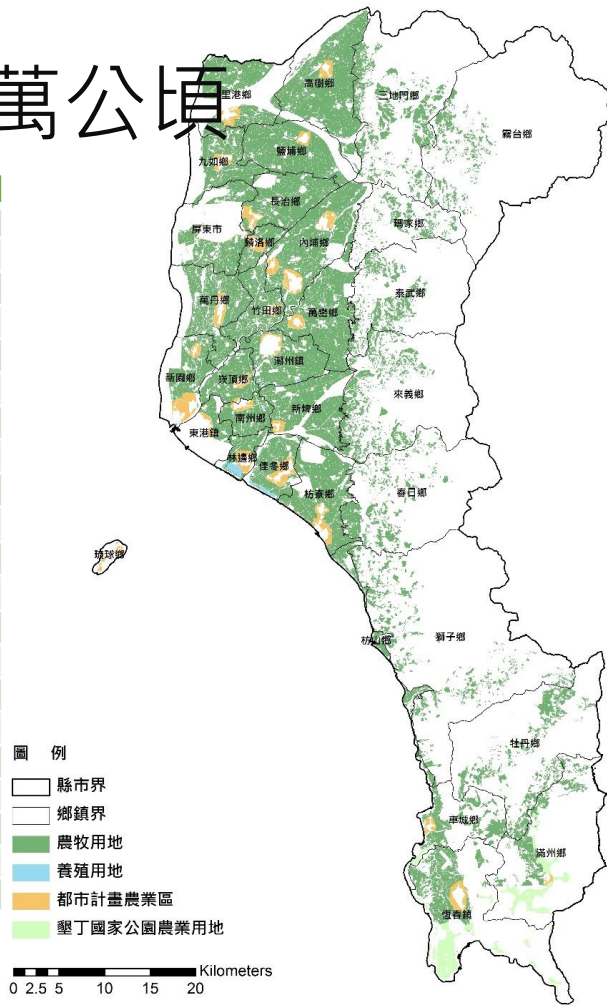 萬公頃
里港鄉
高樹鄉
三地門鄉
霧台鄉
九如鄉
鹽埔鄉
長治鄉
屏東市
麟洛鄉
內埔鄉
瑪家鄉
泰武鄉
萬丹鄉
竹田鄉
萬巒鄉
潮州鎮
新園鄉
崁頂鄉
來義鄉
南州鄉
新埤鄉
東港鎮
林邊鄉
佳冬鄉
枋寮鄉
春日鄉
琉球鄉
枋山鄉
獅子鄉
牡丹鄉
車城鄉
滿州鄉
恆春鎮
圖 例
縣市界
鄉鎮界
農牧用地
養殖用地
都市計畫農業區
墾丁國家公園農業用地
Kilometers
0 2.5 5 10 15 20